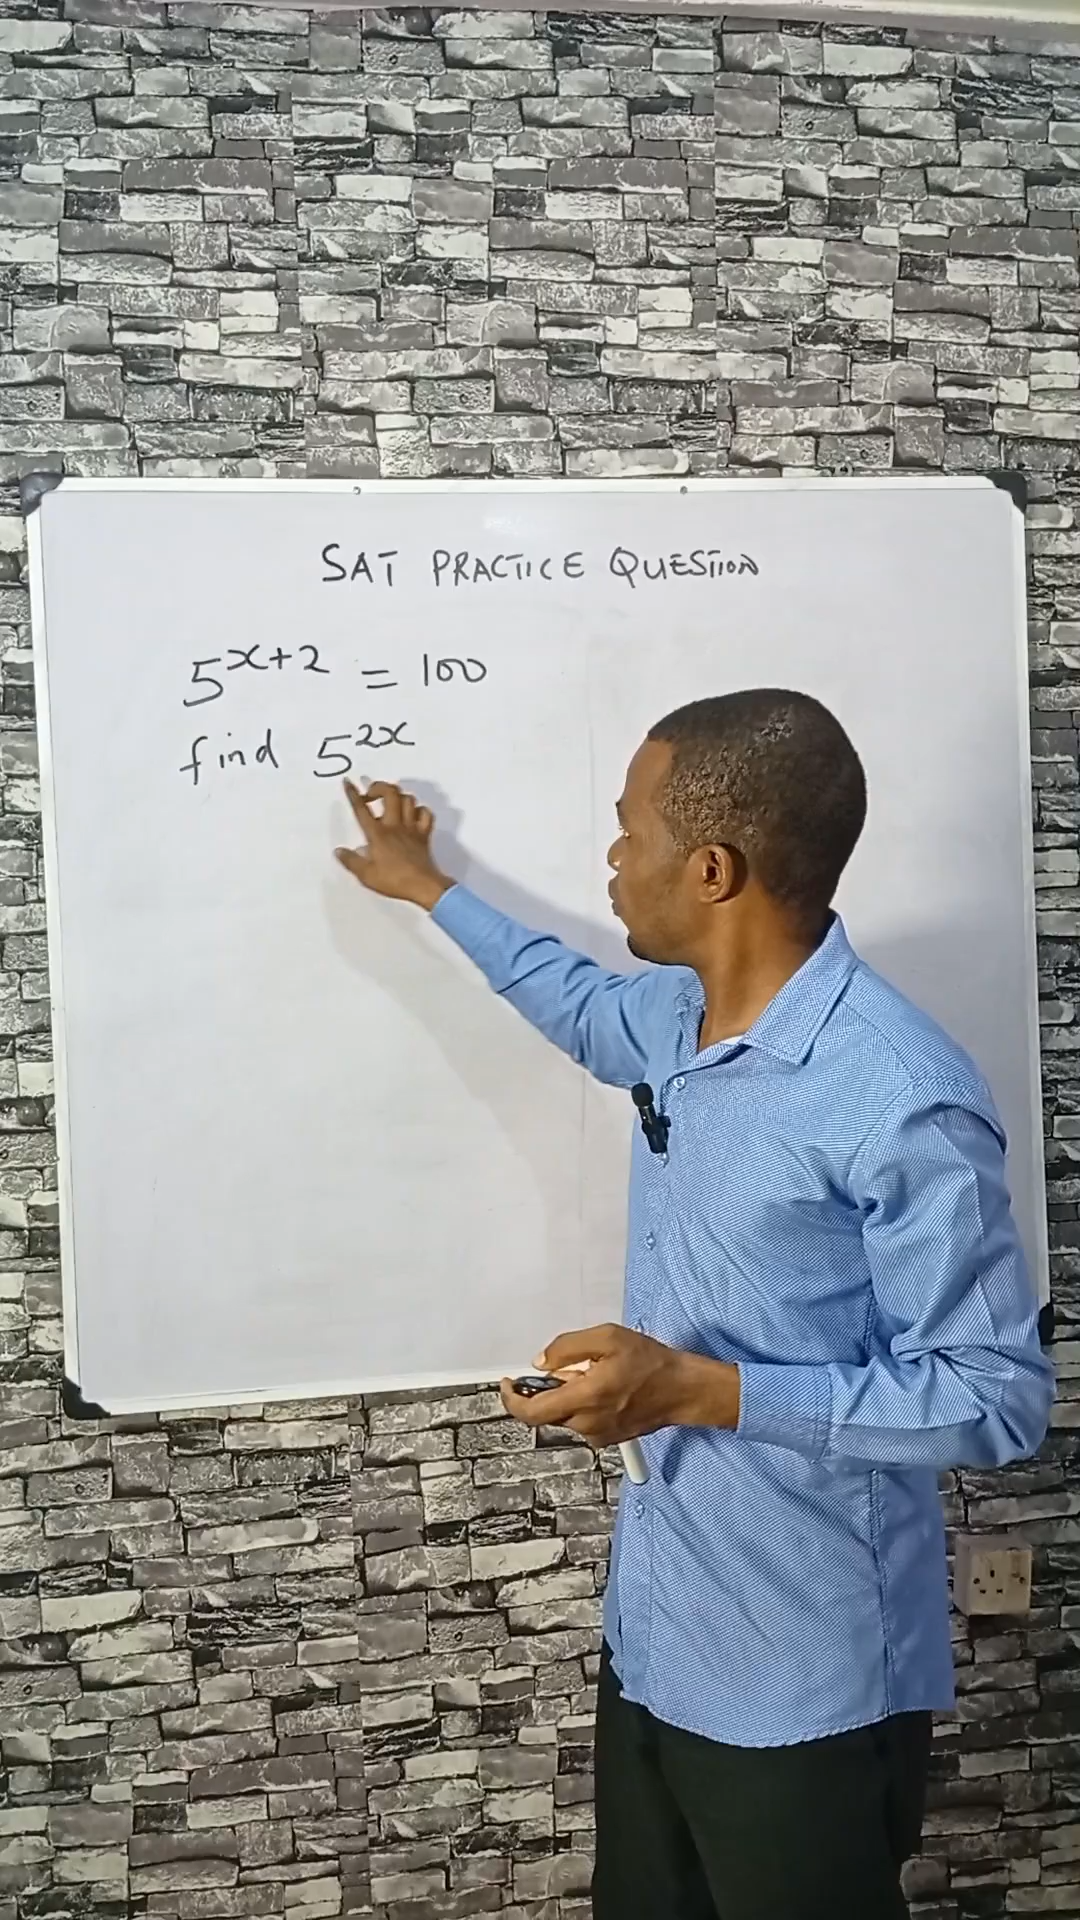 SAT PRACTICE QUESTION
5^{x+2} = 100
find 5^{2x}